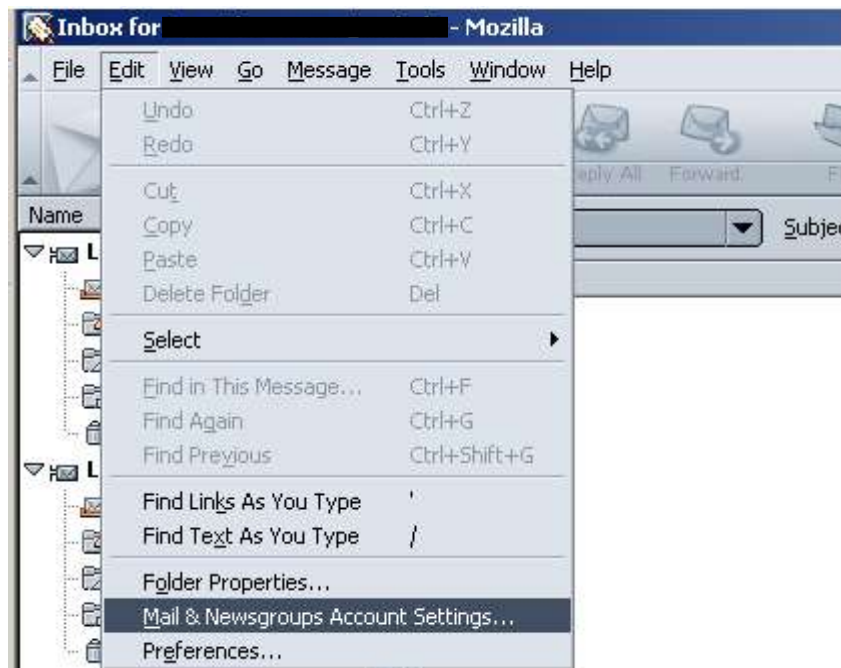 Inbox for - Mozilla
File Edit View Go Message Tools Window Help
Undo Ctrl+Z
Redo Ctrl+Y
Reply All Forward
Cut Ctrl+X
Copy Ctrl+C
Paste Ctrl+V
Delete Folder Del
Name
Select
Find in This Message... Ctrl+F
Find Again Ctrl+G
Find Previous Ctrl+Shift+G
Find Links As You Type '
Find Text As You Type /
Folder Properties...
Mail & Newsgroups Account Settings...
Preferences...